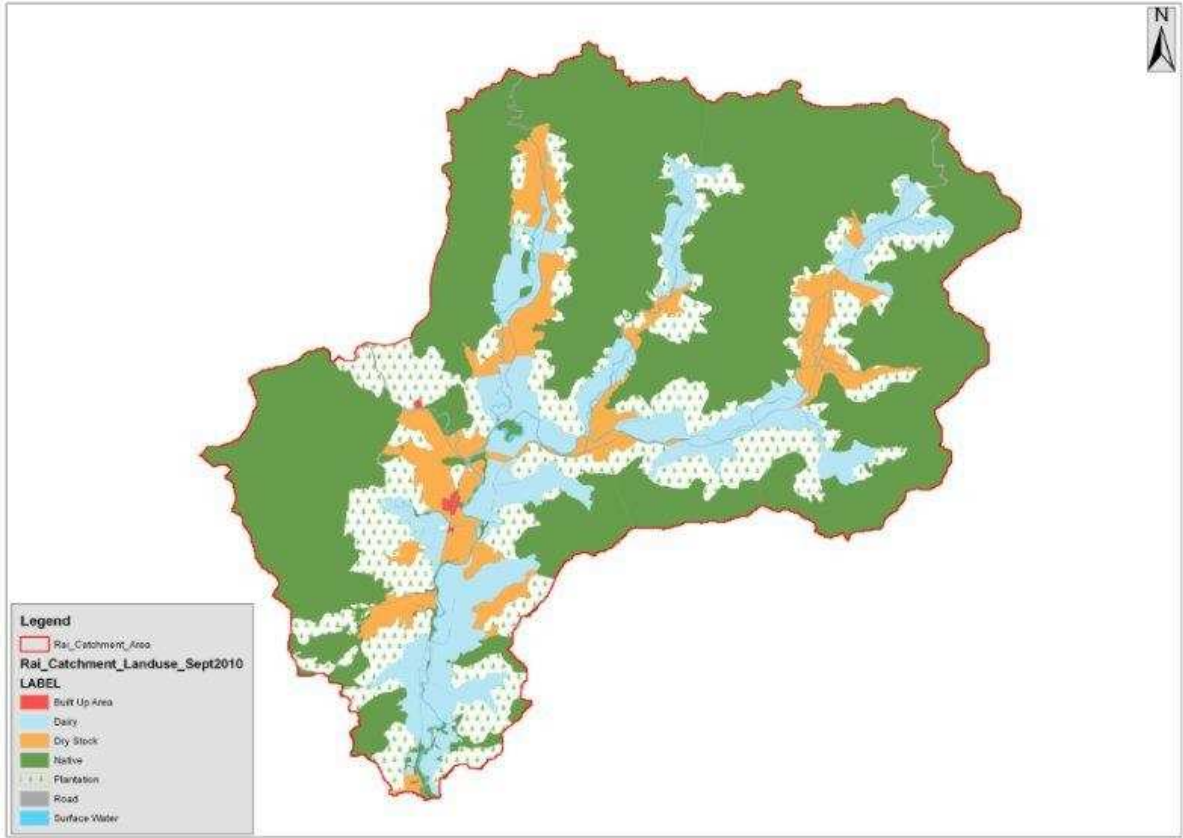 N
Legend
Rai_Catchment_Area
Rai_Catchment_Landuse_Sept2010
LABEL
Built Up Area
Dairy
Dry Stock
Native
Plantation
Road
Surface Water